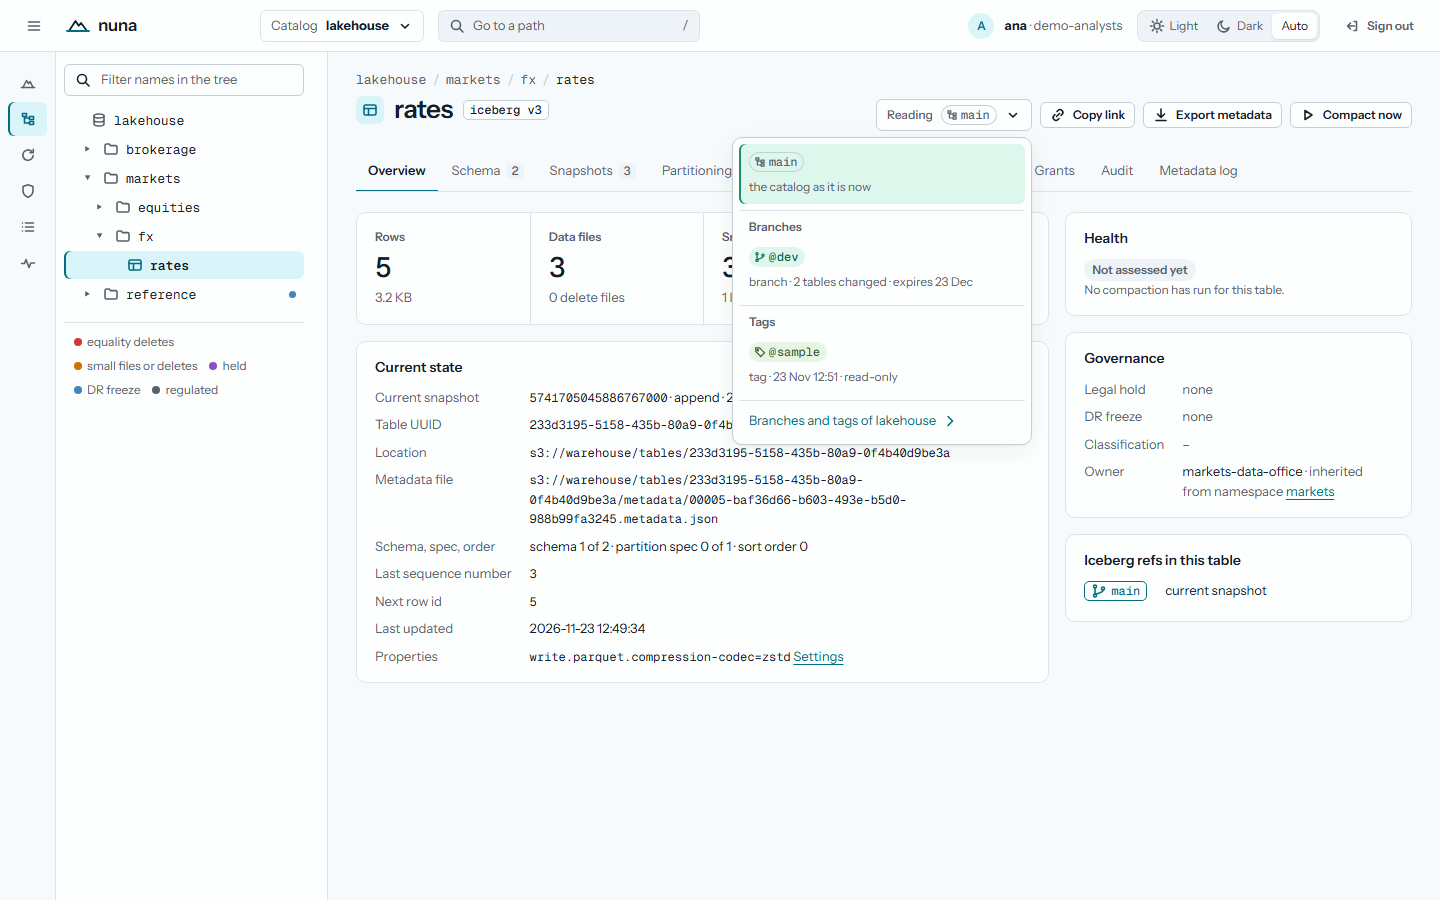 nuna
Catalog lakehouse
Go to a path /
A ana · demo-analysts
Light Dark Auto
Sign out
Filter names in the tree
lakehouse
brokerage
markets
equities
fx
rates
reference
equality deletes
small files or deletes held
DR freeze regulated
lakehouse / markets / fx / rates
rates iceberg v3
Reading main
Copy link
Export metadata
Compact now
Overview Schema 2 Snapshots 3 Partitioning Grants Audit Metadata log
main
the catalog as it is now
Branches
@dev
branch · 2 tables changed · expires 23 Dec
Tags
@sample
tag · 23 Nov 12:51 · read-only
Branches and tags of lakehouse
Rows
5
3.2 KB
Data files
3
0 delete files
3
Current state
Current snapshot 5741705045886767000 · append · 2
Table UUID 233d3195-5158-435b-80a9-0f4b
Location s3://warehouse/tables/233d3195-5158-435b-80a9-0f4b40d9be3a
Metadata file s3://warehouse/tables/233d3195-5158-435b-80a9-
0f4b40d9be3a/metadata/00005-baf36d66-b603-493e-b5d0-
988b99fa3245.metadata.json
Schema, spec, order schema 1 of 2 · partition spec 0 of 1 · sort order 0
Last sequence number 3
Next row id 5
Last updated 2026-11-23 12:49:34
Properties write.parquet.compression-codec=zstd Settings
Health
Not assessed yet
No compaction has run for this table.
Governance
Legal hold none
DR freeze none
Classification –
Owner markets-data-office · inherited
from namespace markets
Iceberg refs in this table
main current snapshot